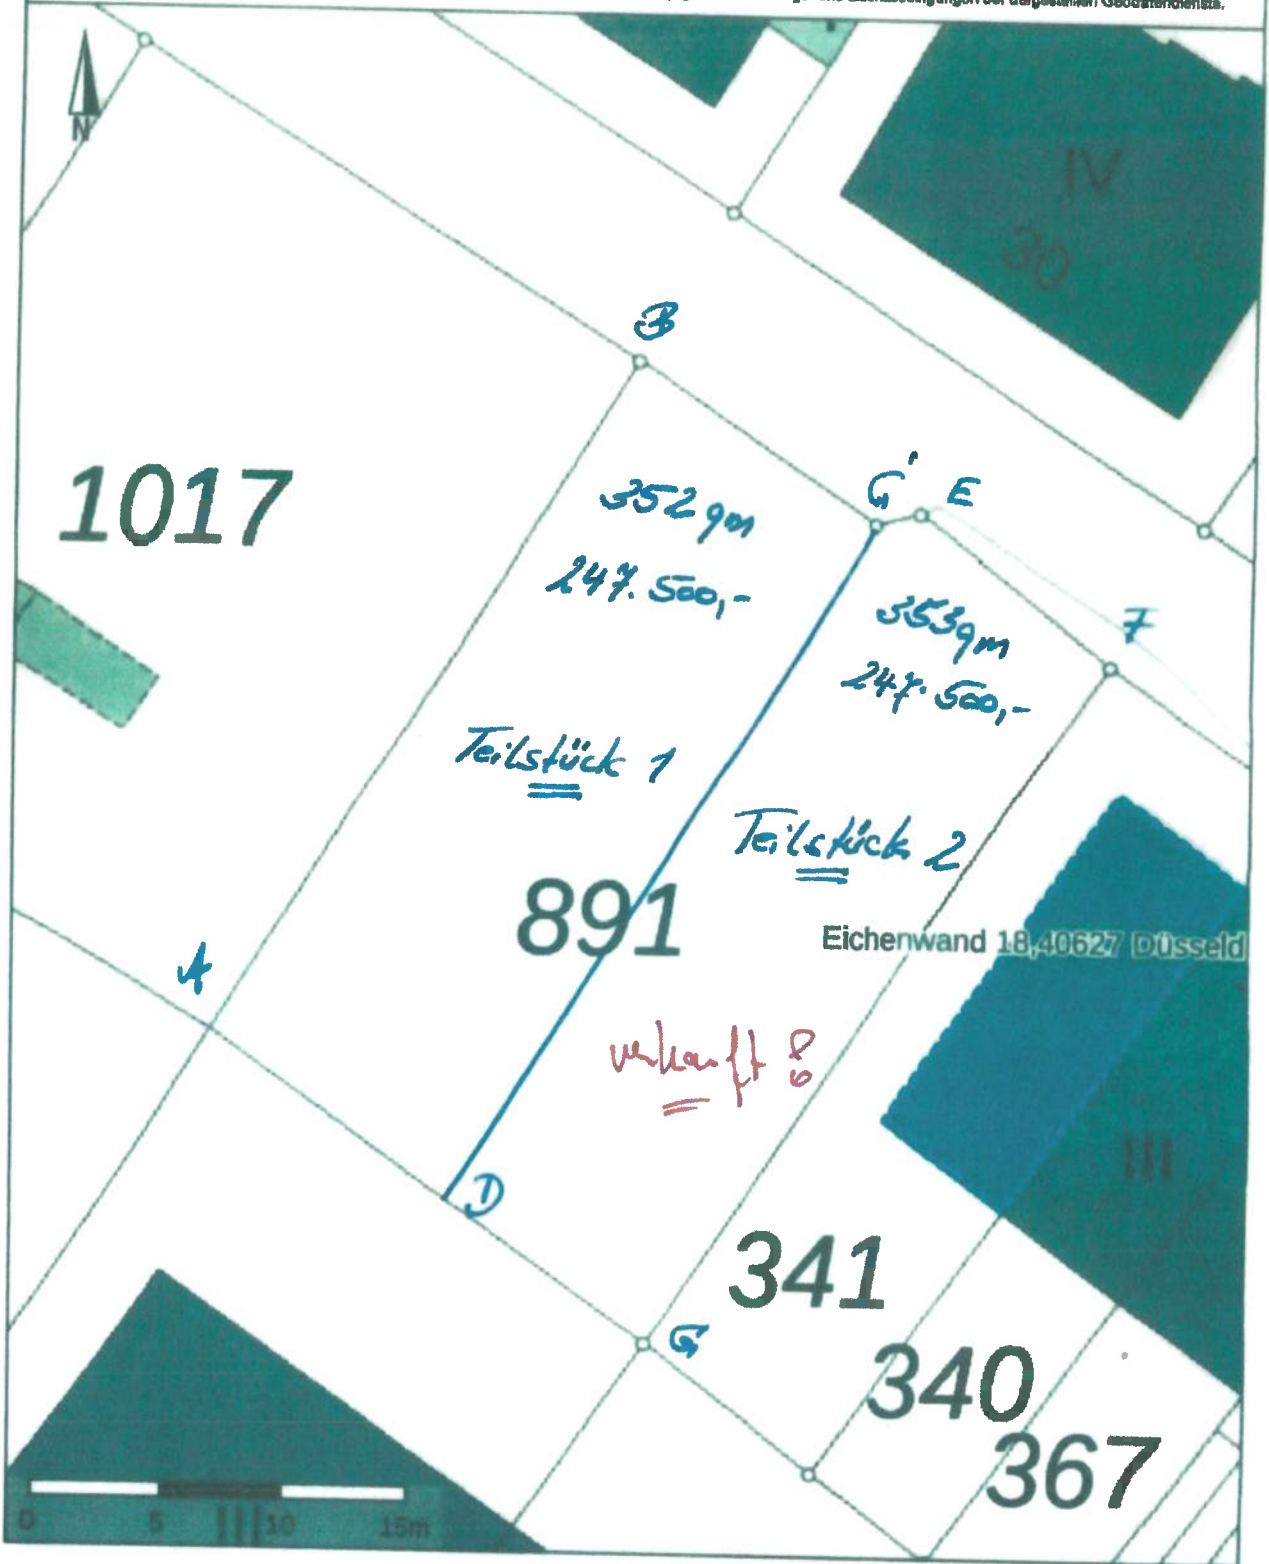 N
IV
30
B
1017
352 qm
247.500,-
G'
E
353 qm
247.500,-
F
Teilstück 1
Teilstück 2
891
Eichenwand 18,40627 Düsseld
A
verkauft !
D
III
341
G
340
367
0 5 10 15m
III